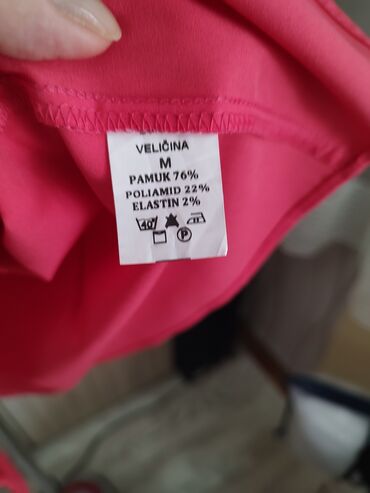 VELIČINA
M
PAMUK 76%
POLIAMID 22%
ELASTIN 2%
40°
P